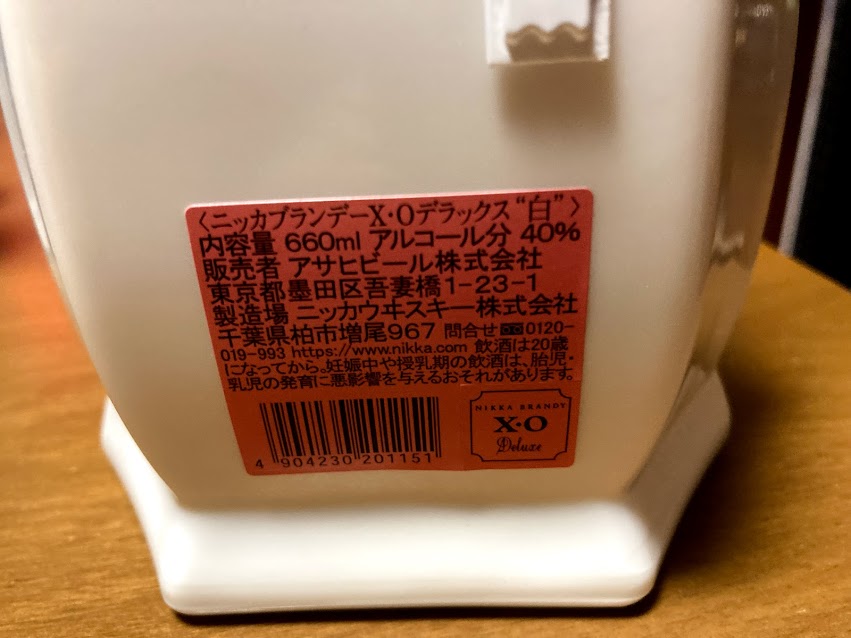 〈ニッカブランデーX・Oデラックス“白”〉
内容量 660ml アルコール分 40%
販売者 アサヒビール株式会社
東京都墨田区吾妻橋1-23-1
製造場 ニッカウヰスキー株式会社
千葉県柏市増尾967 問合せ 0120-
019-993 https://www.nikka.com 飲酒は20歳
になってから。妊娠中や授乳期の飲酒は、胎児・
乳児の発育に悪影響を与えるおそれがあります。
NIKKA BRANDY
X・O
Deluxe
4 904230 201151